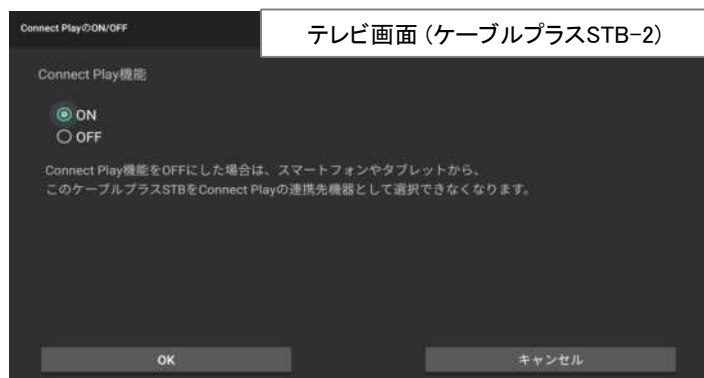 Connect PlayのON/OFF
テレビ画面（ケーブルプラスSTB-2）
Connect Play機能
ON
OFF
Connect Play機能をOFFにした場合は、スマートフォンやタブレットから、
このケーブルプラスSTBをConnect Playの連携先機器として選択できなくなります。
OK
キャンセル